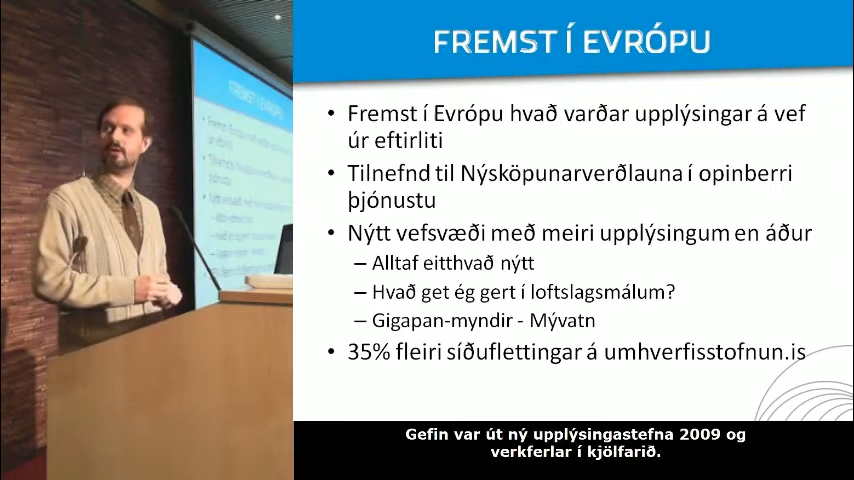 FREMST Í EVRÓPU
• Fremst í Evrópu hvað varðar upplýsingar á vef
úr eftirliti
• Tilnefnd til Nýsköpunarverðlauna í opinberri
þjónustu
• Nýtt vefsvæði með meiri upplýsingum en áður
– Alltaf eitthvað nýtt
– Hvað get ég gert í loftslagsmálum?
– Gigapan-myndir - Mývatn
• 35% fleiri síðuflettingar á umhverfisstofnun.is
Gefin var út ný upplýsingastefna 2009 og
verkferlar í kjölfarið.